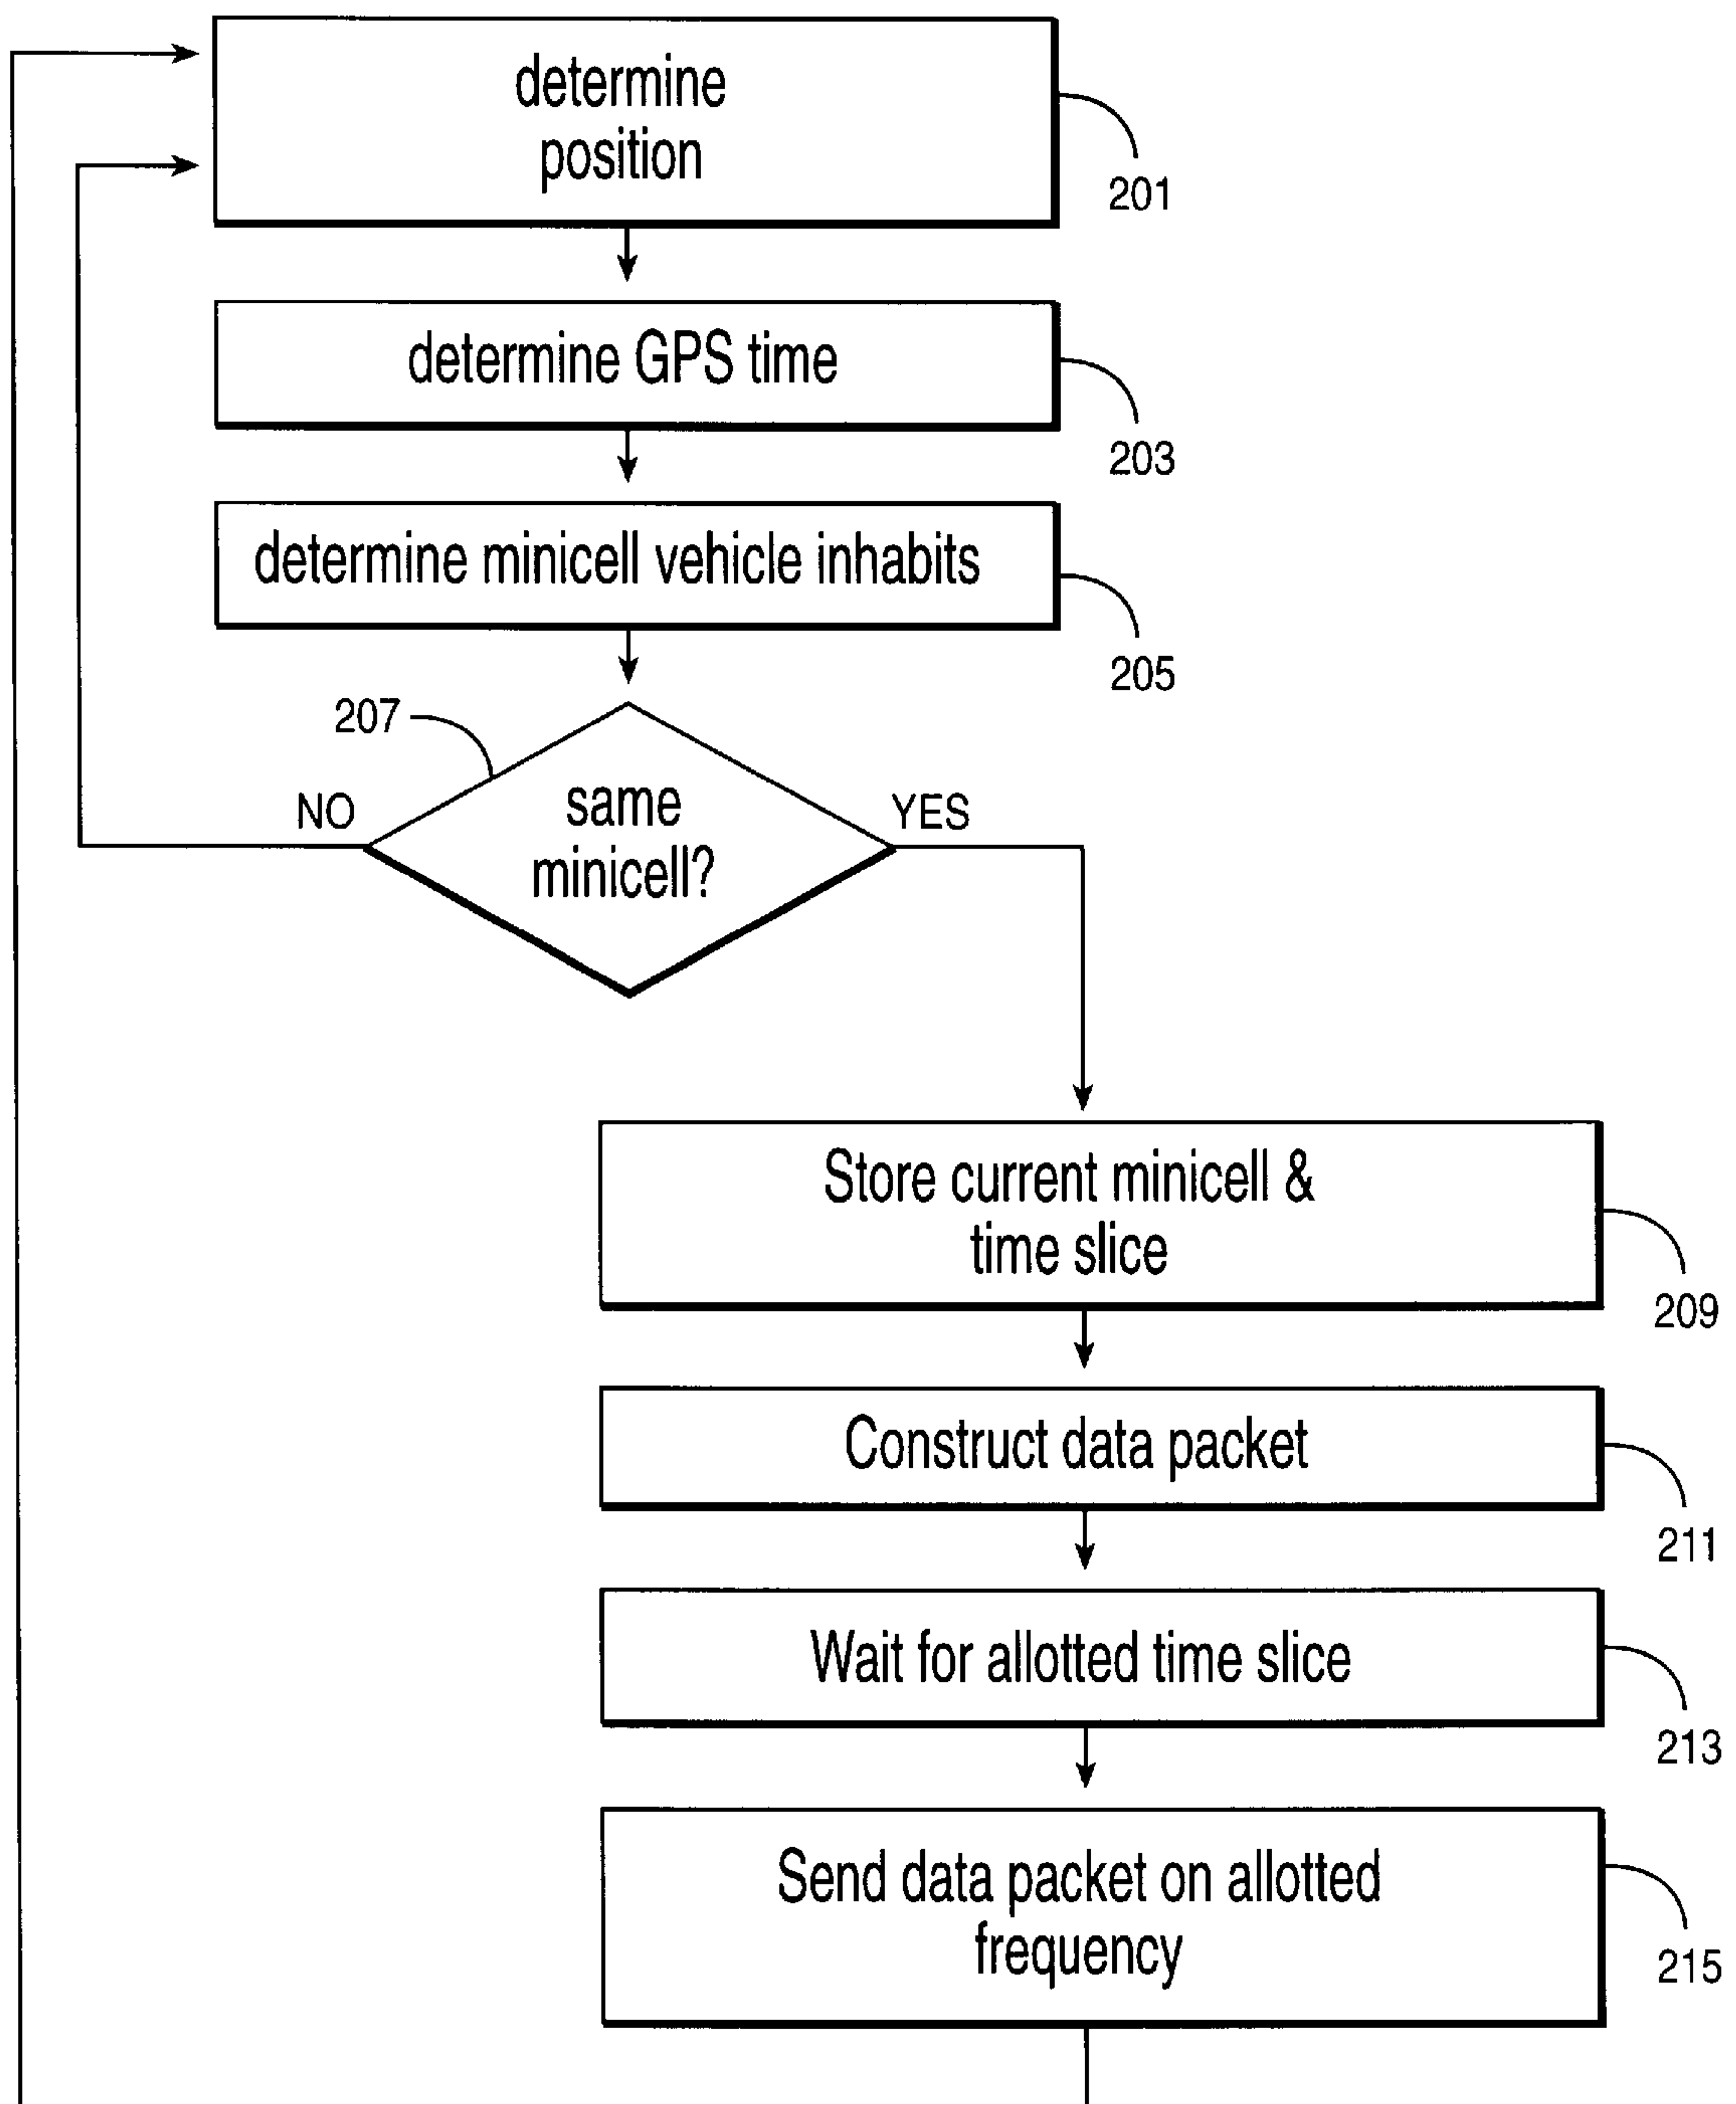 determine
position
201
determine GPS time
203
determine minicell vehicle inhabits
205
207
NO
same
minicell?
YES
Store current minicell &
time slice
209
Construct data packet
211
Wait for allotted time slice
213
Send data packet on allotted
frequency
215